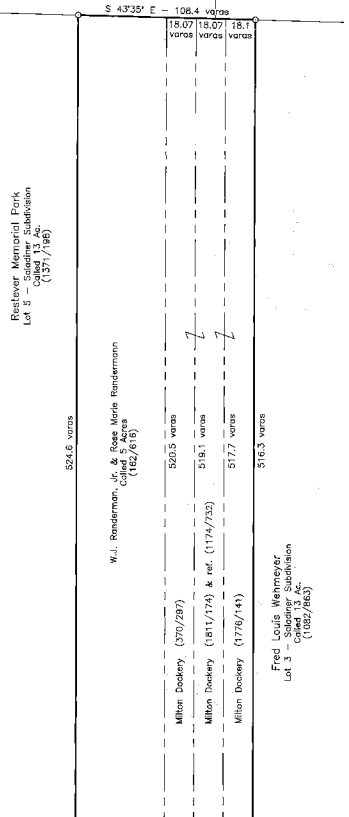 S 43°35' E - 108.4 varas
18.07 varas
18.07 varas
18.1 varas
Restever Memorial Park
Lot 5 - Saladiner Subdivision
Called 13 Ac.
(1371/198)
524.6 varas
W.J. Randerman, Jr. & Rose Marie Randermann
Called 5 Acres
(162/616)
520.5 varas
519.1 varas
517.7 varas
516.3 varas
Milton Dockery (370/297)
Milton Dockery (1811/174) & ref. (1174/732)
Milton Dockery (1776/141)
Fred Louis Wehmeyer
Lot 3 - Saladiner Subdivision
Called 13 Ac.
(1082/863)